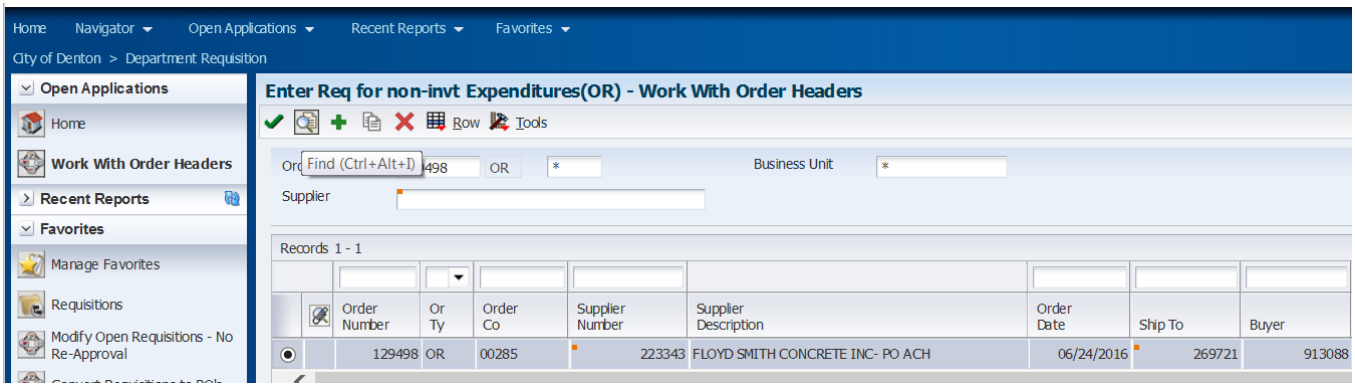 Home Navigator Open Applications Recent Reports Favorites
City of Denton > Department Requisition
Open Applications
Home
Work With Order Headers
Recent Reports
Favorites
Manage Favorites
Requisitions
Modify Open Requisitions - No
Re-Approval
Convert Requisitions to PO's
Enter Req for non-invt Expenditures(OR) - Work With Order Headers
Row Tools
Find (Ctrl+Alt+I) 498 OR * Business Unit *
Supplier
Records 1 - 1
Order Number Or Ty Order Co Supplier Number Supplier Description Order Date Ship To Buyer
129498 OR 00285 223343 FLOYD SMITH CONCRETE INC- PO ACH 06/24/2016 269721 913088